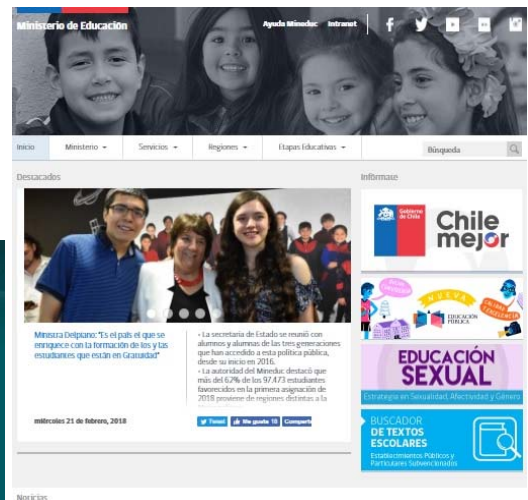 Ministerio de Educación
Ayuda Mineduc Intranet
Inicio Ministerio Servicios Regiones Etapas Educativas Búsqueda
Destacados
Infórmase
Ministra Delpiano: "Es el país el que se
enriquece con la formación de los y las
estudiantes que están en Gratuidad"
miércoles 21 de febrero, 2018
- La secretaria de Estado se reunió con
alumnos y alumnas de las tres generaciones
que han accedido a esta política pública,
desde su inicio en 2016.
- La autoridad del Mineduc destacó que
más del 62% de los 97.473 estudiantes
favorecidos en la primera asignación de
2018 proviene de regiones distintas a la
Tweet Me gusta 18 Compartir
Gobierno
de Chile
Chile
mejor
NUEVA
EDUCACIÓN
PÚBLICA
EDUCACIÓN
SEXUAL
Estrategia en Sexualidad, Afectividad y Género
BUSCADOR
DE TEXTOS
ESCOLARES
Establecimientos Públicos y
Particulares Subvencionados
Noticias